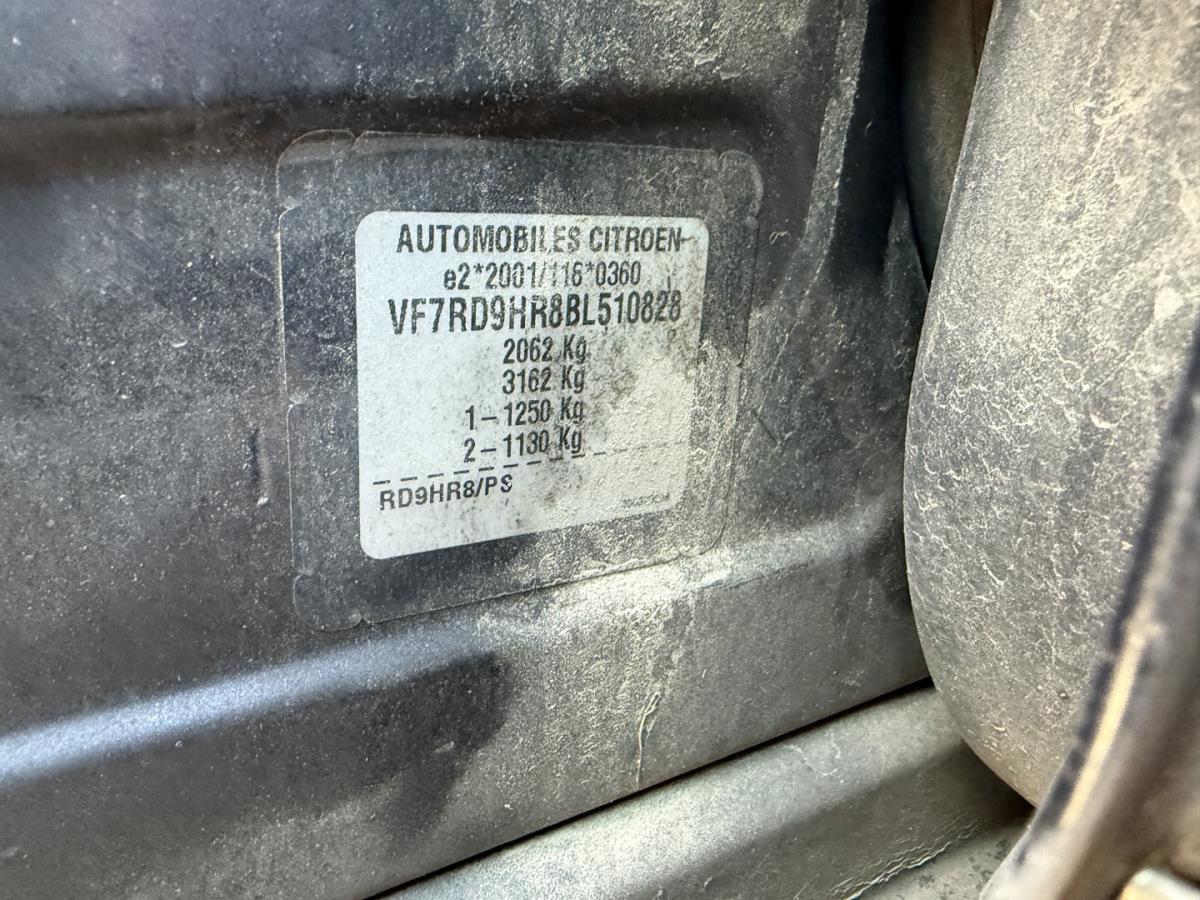 AUTOMOBILES CITROEN
e2*2001/116*0360
VF7RD9HR8BL510828
2062 Kg
3162 Kg
1 – 1250 Kg
2 – 1130 Kg
RD9HR8/PS